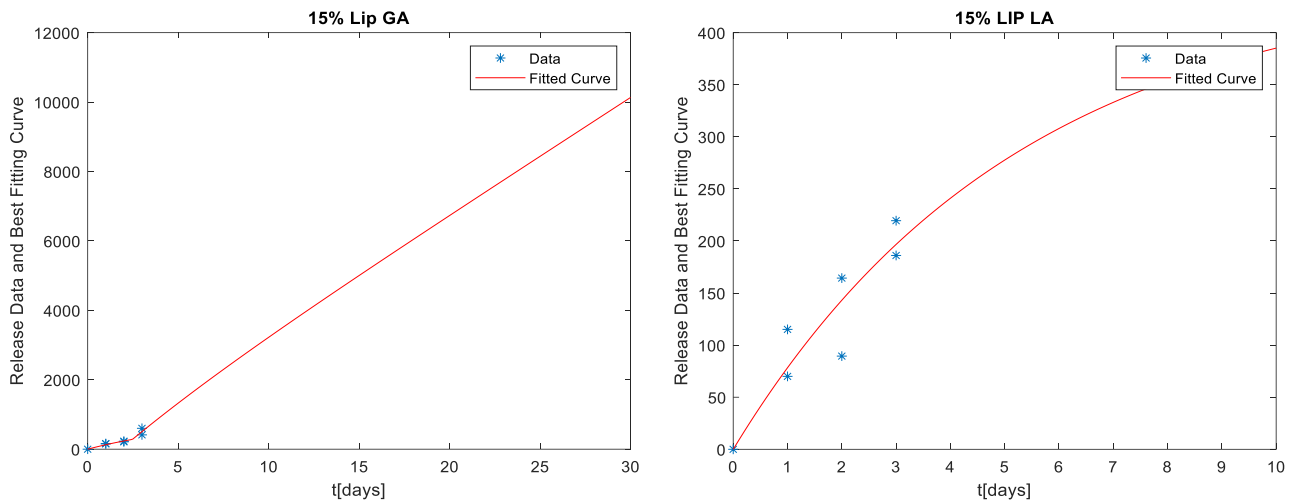 15% Lip GA
12000
10000
8000
6000
4000
2000
0
Release Data and Best Fitting Curve
Data
Fitted Curve
0 5 10 15 20 25 30
t[days]
15% LIP LA
400
350
300
250
200
150
100
50
0
Release Data and Best Fitting Curve
Data
Fitted Curve
0 1 2 3 4 5 6 7 8 9 10
t[days]